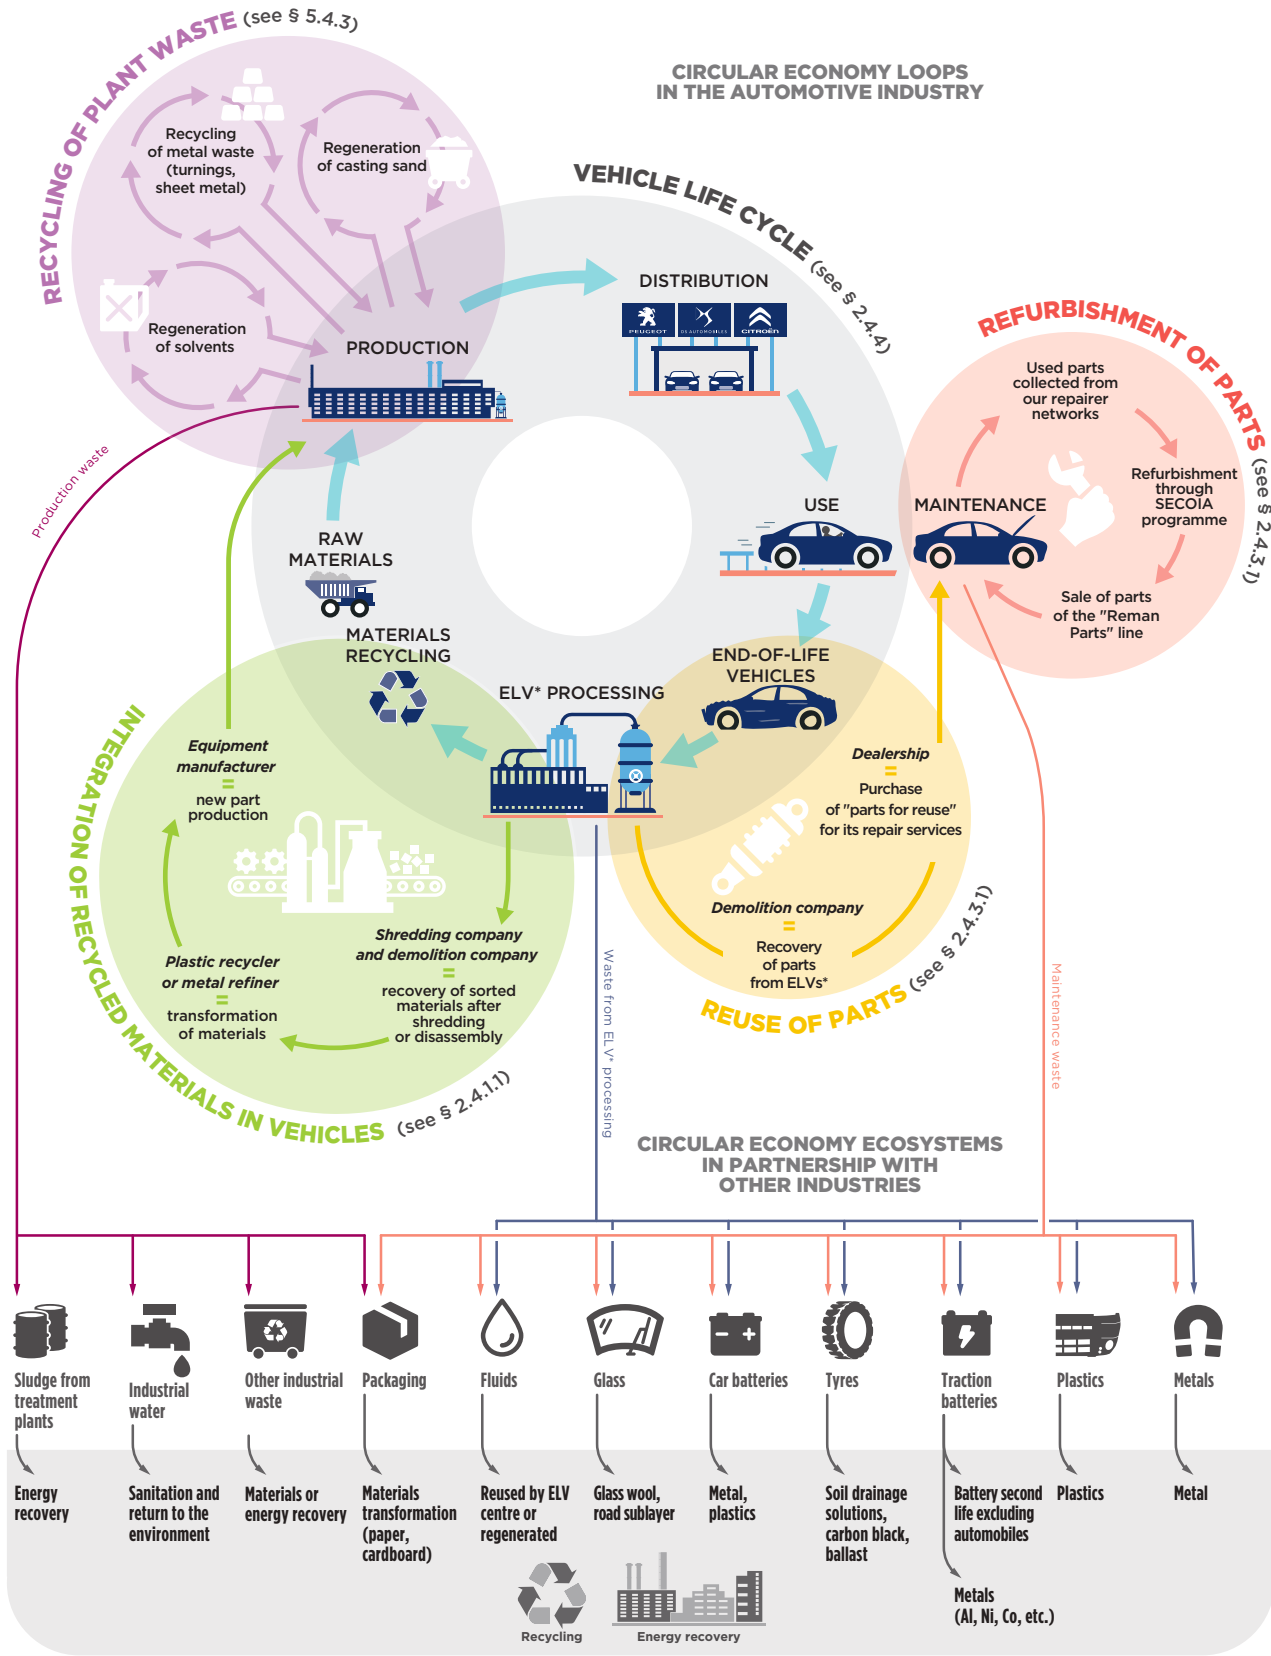 RECYCLING OF PLANT WASTE (see § 5.4.3)
CIRCULAR ECONOMY LOOPS
IN THE AUTOMOTIVE INDUSTRY
Recycling
of metal waste
(turnings,
sheet metal)
Regeneration
of casting sand
Regeneration
of solvents
VEHICLE LIFE CYCLE (see § 2.4.4)
PRODUCTION
DISTRIBUTION
PEUGEOT
DS AUTOMOBILES
CITROËN
USE
END-OF-LIFE
VEHICLES
ELV* PROCESSING
MATERIALS
RECYCLING
RAW
MATERIALS
REFURBISHMENT OF PARTS (see § 2.4.3.1)
MAINTENANCE
Used parts
collected from
our repairer
networks
Refurbishment
through
SECOIA
programme
Sale of parts
of the "Reman
Parts" line
Production waste
INTEGRATION OF RECYCLED MATERIALS IN VEHICLES (see § 2.4.1.1)
Equipment
manufacturer
=
new part
production
Shredding company
and demolition company
=
recovery of sorted
materials after
shredding
or disassembly
Plastic recycler
or metal refiner
=
transformation
of materials
REUSE OF PARTS (see § 2.4.3.1)
Dealership
=
Purchase
of "parts for reuse"
for its repair services
Demolition company
=
Recovery
of parts
from ELVs*
Waste from ELV* processing
Maintenance waste
CIRCULAR ECONOMY ECOSYSTEMS
IN PARTNERSHIP WITH
OTHER INDUSTRIES
Sludge from
treatment
plants
Industrial
water
Other industrial
waste
Packaging
Fluids
Glass
Car batteries
Tyres
Traction
batteries
Plastics
Metals
Energy
recovery
Sanitation and
return to the
environment
Materials or
energy recovery
Materials
transformation
(paper,
cardboard)
Reused by ELV
centre or
regenerated
Glass wool,
road sublayer
Metal,
plastics
Soil drainage
solutions,
carbon black,
ballast
Battery second
life excluding
automobiles
Metals
(Al, Ni, Co, etc.)
Plastics
Metal
Recycling
Energy recovery